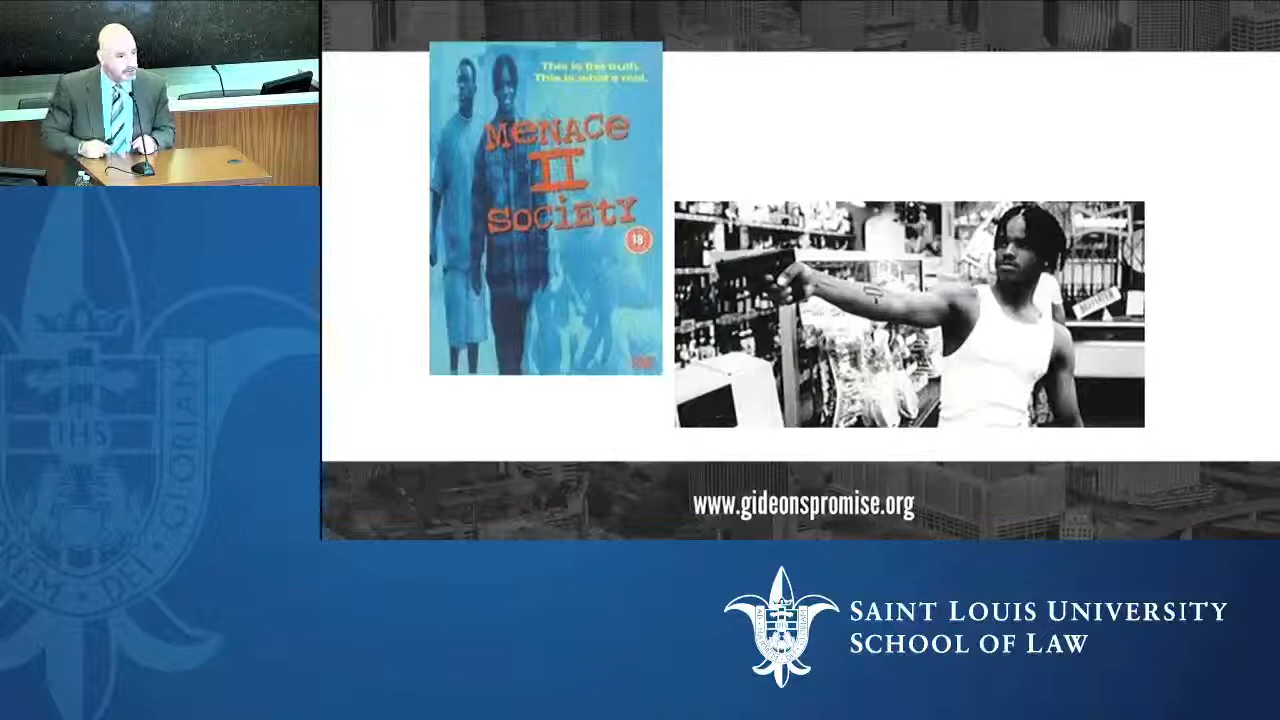 This is the truth.
This is what's real.
MENACE
II
SOCIETY
18
www.gideonspromise.org
IHS
SAINT LOUIS UNIVERSITY
SCHOOL OF LAW